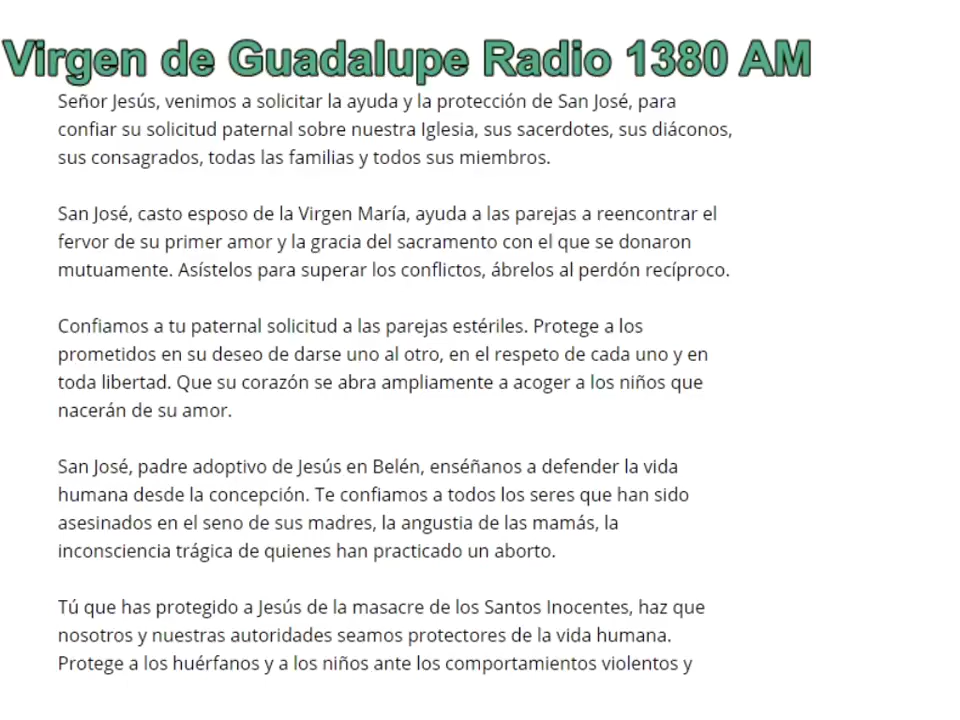 Virgen de Guadalupe Radio 1380 AM
Señor Jesús, venimos a solicitar la ayuda y la protección de San José, para
confiar su solicitud paternal sobre nuestra Iglesia, sus sacerdotes, sus diáconos,
sus consagrados, todas las familias y todos sus miembros.
San José, casto esposo de la Virgen María, ayuda a las parejas a reencontrar el
fervor de su primer amor y la gracia del sacramento con el que se donaron
mutuamente. Asístelos para superar los conflictos, ábrelos al perdón recíproco.
Confiamos a tu paternal solicitud a las parejas estériles. Protege a los
prometidos en su deseo de darse uno al otro, en el respeto de cada uno y en
toda libertad. Que su corazón se abra ampliamente a acoger a los niños que
nacerán de su amor.
San José, padre adoptivo de Jesús en Belén, enséñanos a defender la vida
humana desde la concepción. Te confiamos a todos los seres que han sido
asesinados en el seno de sus madres, la angustia de las mamás, la
inconsciencia trágica de quienes han practicado un aborto.
Tú que has protegido a Jesús de la masacre de los Santos Inocentes, haz que
nosotros y nuestras autoridades seamos protectores de la vida humana.
Protege a los huérfanos y a los niños ante los comportamientos violentos y